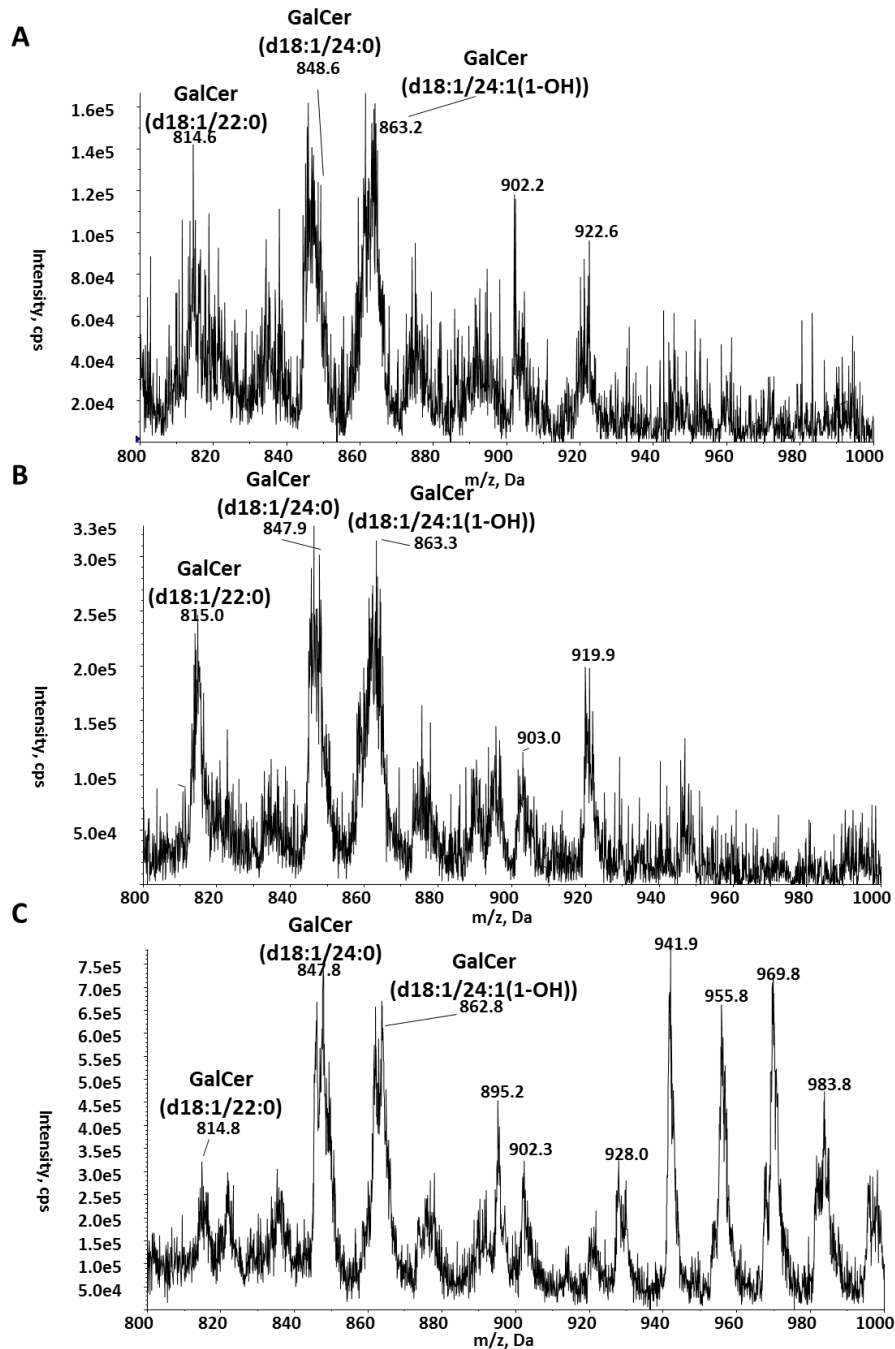 A
GalCer
(d18:1/24:0)
848.6
GalCer
(d18:1/24:1(1-OH))
863.2
GalCer
(d18:1/22:0)
814.6
902.2
922.6
Intensity, cps
1.6e5
1.4e5
1.2e5
1.0e5
8.0e4
6.0e4
4.0e4
2.0e4
800 820 840 860 880 900 920 940 960 980 1000
m/z, Da
B
GalCer
(d18:1/24:0)
847.9
GalCer
(d18:1/24:1(1-OH))
863.3
GalCer
(d18:1/22:0)
815.0
903.0
919.9
Intensity, cps
3.3e5
3.0e5
2.5e5
2.0e5
1.5e5
1.0e5
5.0e4
800 820 840 860 880 900 920 940 960 980 1000
m/z, Da
C
GalCer
(d18:1/24:0)
847.8
GalCer
(d18:1/24:1(1-OH))
862.8
GalCer
(d18:1/22:0)
814.8
895.2
902.3
928.0
941.9
955.8
969.8
983.8
Intensity, cps
7.5e5
7.0e5
6.5e5
6.0e5
5.5e5
5.0e5
4.5e5
4.0e5
3.5e5
3.0e5
2.5e5
2.0e5
1.5e5
1.0e5
5.0e4
800 820 840 860 880 900 920 940 960 980 1000
m/z, Da